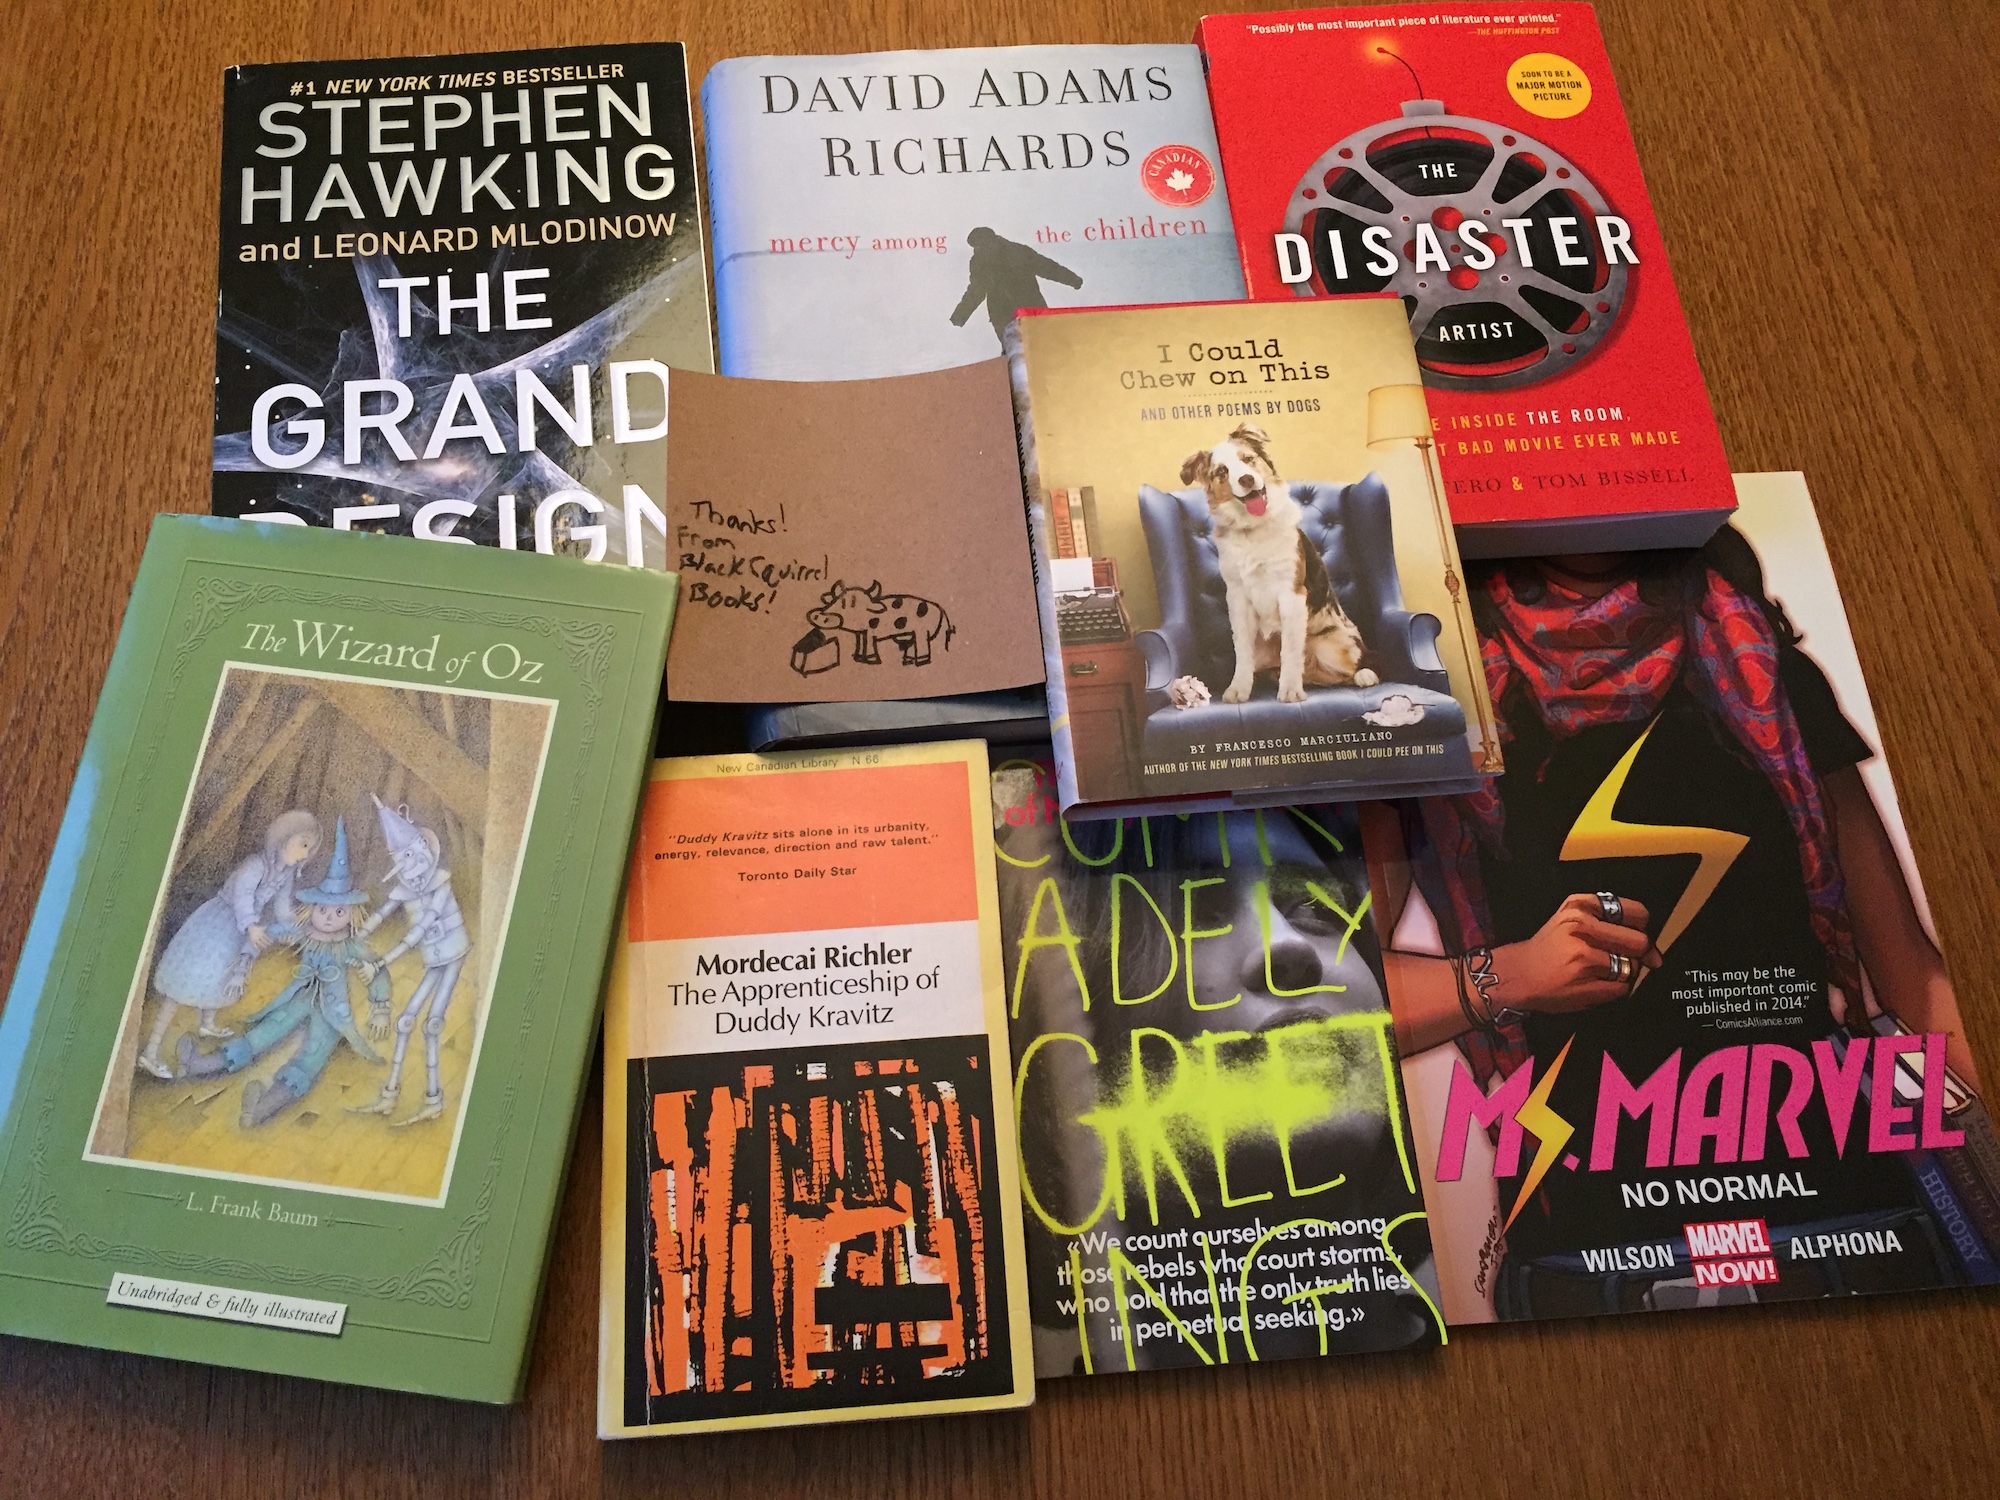 #1 NEW YORK TIMES BESTSELLER
STEPHEN
HAWKING
and LEONARD MLODINOW
THE
GRAND
DESIGN
DAVID ADAMS
RICHARDS
CANADIAN
mercy among the children
"Possibly the most important piece of literature ever printed."
—THE HUFFINGTON POST
SOON TO BE A
MAJOR MOTION
PICTURE
THE
DISASTER
ARTIST
E INSIDE THE ROOM,
T BAD MOVIE EVER MADE
TERO & TOM BISSELL
Thanks!
From
Black Squirrel
Books!
I Could
Chew on This
AND OTHER POEMS BY DOGS
BY FRANCESCO MARCIULIANO
AUTHOR OF THE NEW YORK TIMES BESTSELLING BOOK I COULD PEE ON THIS
The Wizard of Oz
L. Frank Baum
Unabridged & fully illustrated
New Canadian Library N 66
"Duddy Kravitz sits alone in its urbanity,
energy, relevance, direction and raw talent."
Toronto Daily Star
Mordecai Richler
The Apprenticeship of
Duddy Kravitz
COMR
ADELY
GREET
INGS
«We count ourselves among
those rebels who court storms,
who hold that the only truth lies
in perpetual seeking.»
"This may be the
most important comic
published in 2014."
— ComicsAlliance.com
MS. MARVEL
NO NORMAL
WILSON MARVEL NOW! ALPHONA
HISTORY